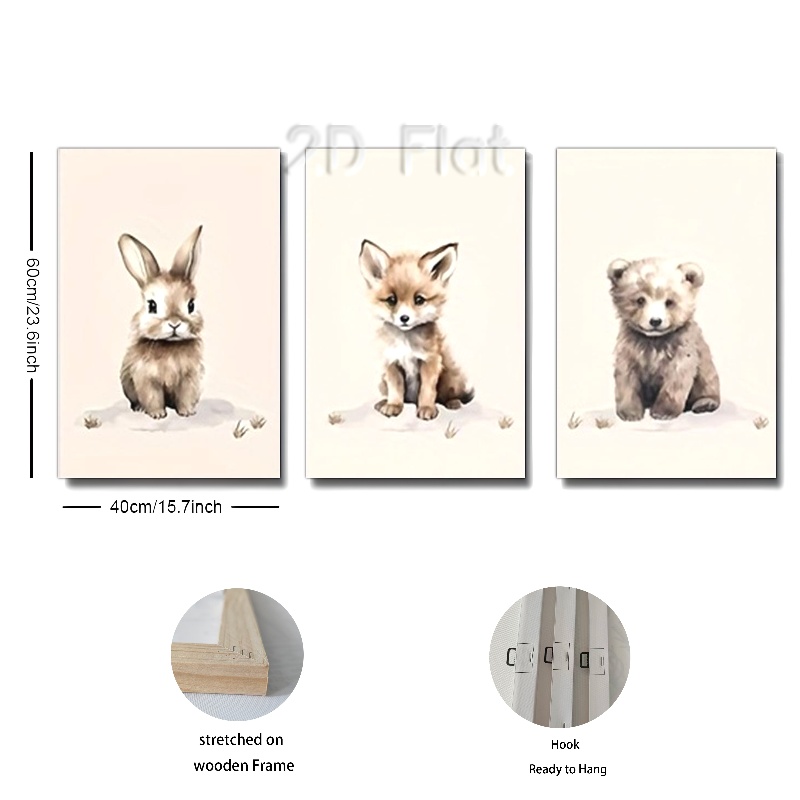 2D Flat
60cm/23.6inch
40cm/15.7inch
stretched on
wooden Frame
Hook
Ready to Hang